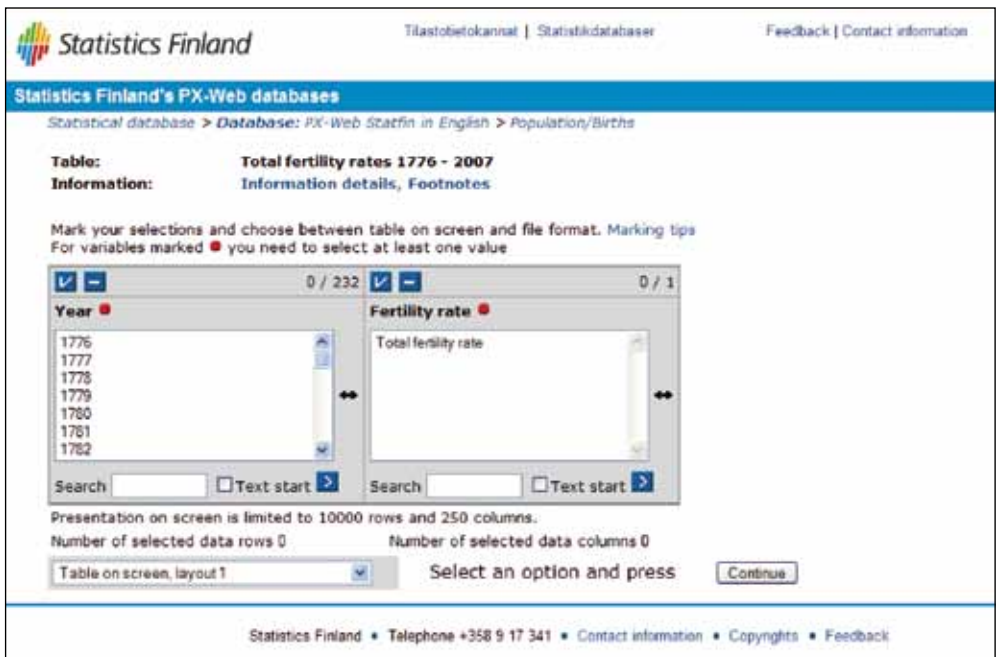 Statistics Finland
Tilastotietokannat | Statistikdatabaser
Feedback | Contact information
Statistics Finland's PX-Web databases
Statistical database > Database: PX-Web Statfin in English > Population/Births
Table: Total fertility rates 1776 - 2007
Information: Information details, Footnotes
Mark your selections and choose between table on screen and file format. Marking tips
For variables marked you need to select at least one value
0 / 232
0 / 1
Year
Fertility rate
1776
1777
1778
1779
1780
1781
1782
Total fertility rate
Search Text start
Search Text start
Presentation on screen is limited to 10000 rows and 250 columns.
Number of selected data rows 0 Number of selected data columns 0
Table on screen, layout 1 Select an option and press Continue
Statistics Finland • Telephone +358 9 17 341 • Contact information • Copyrights • Feedback